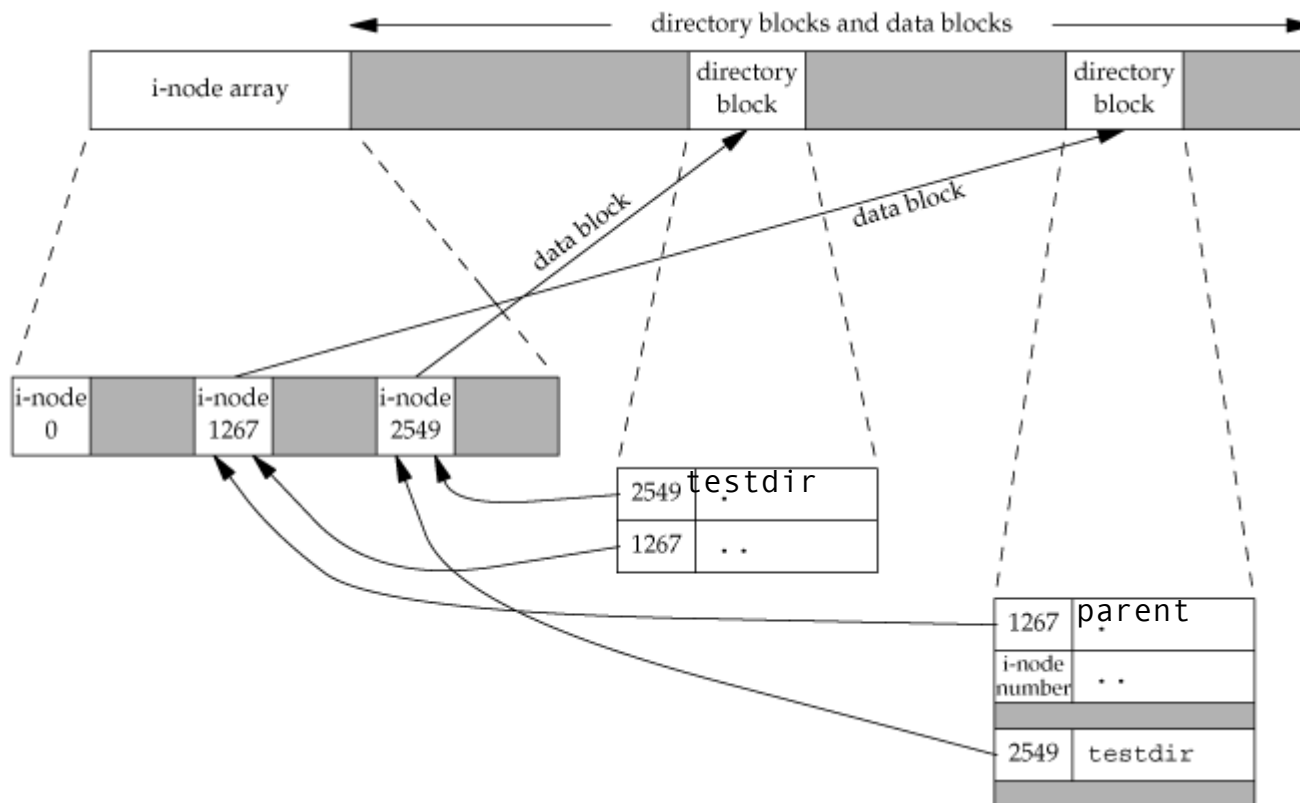 directory blocks and data blocks
i-node array
directory
block
directory
block
data block
data block
i-node
0
i-node
1267
i-node
2549
2549 testdir .
1267 . .
1267 parent .
i-node
number . .
2549 testdir